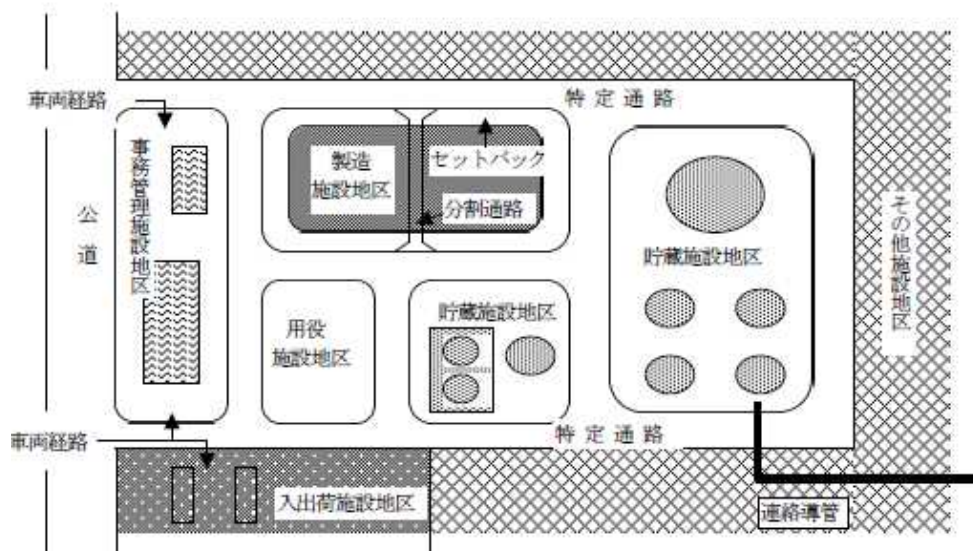 特定通路
車両経路
事務管理施設地区
公道
製造
施設地区
セットバック
分割通路
貯蔵施設地区
その他施設地区
用役
施設地区
貯蔵施設地区
車両経路
特定通路
入出荷施設地区
連絡導管